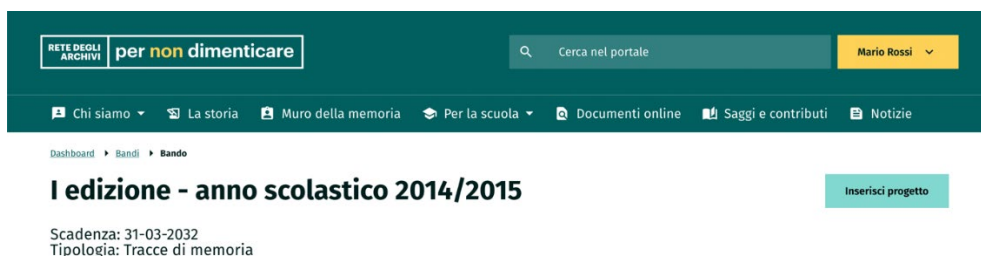 RETE DEGLI
ARCHIVI
per non dimenticare
Cerca nel portale
Mario Rossi
Chi siamo La storia Muro della memoria Per la scuola Documenti online Saggi e contributi Notizie
Dashboard Bandi Bando
I edizione - anno scolastico 2014/2015
Inserisci progetto
Scadenza: 31-03-2032
Tipologia: Tracce di memoria